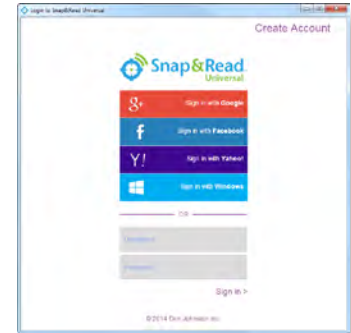 Login to Snap&Read Universal
Create Account
Snap&Read
Universal
8+ Sign in with Google
f Sign in with Facebook
Y! Sign in with Yahoo!
Sign in with Windows
OR
Username
Password
Sign in >
©2014 Don Johnston Inc.